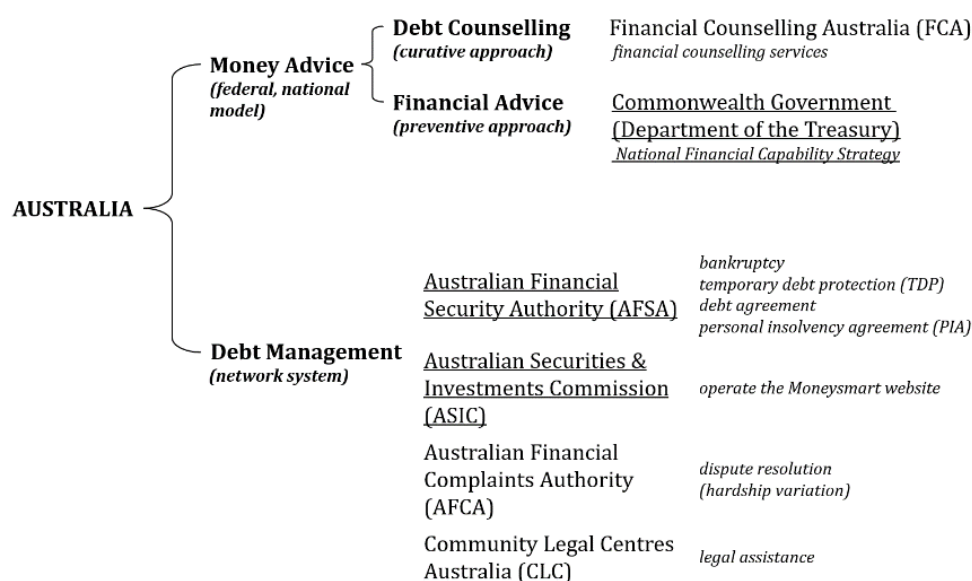 Debt Counselling
(curative approach)
Financial Counselling Australia (FCA)
financial counselling services
Money Advice
(federal, national
model)
Financial Advice
(preventive approach)
Commonwealth Government
(Department of the Treasury)
National Financial Capability Strategy
AUSTRALIA
Australian Financial
Security Authority (AFSA)
bankruptcy
temporary debt protection (TDP)
debt agreement
personal insolvency agreement (PIA)
Debt Management
(network system)
Australian Securities &
Investments Commission
(ASIC)
operate the Moneysmart website
Australian Financial
Complaints Authority
(AFCA)
dispute resolution
(hardship variation)
Community Legal Centres
Australia (CLC)
legal assistance